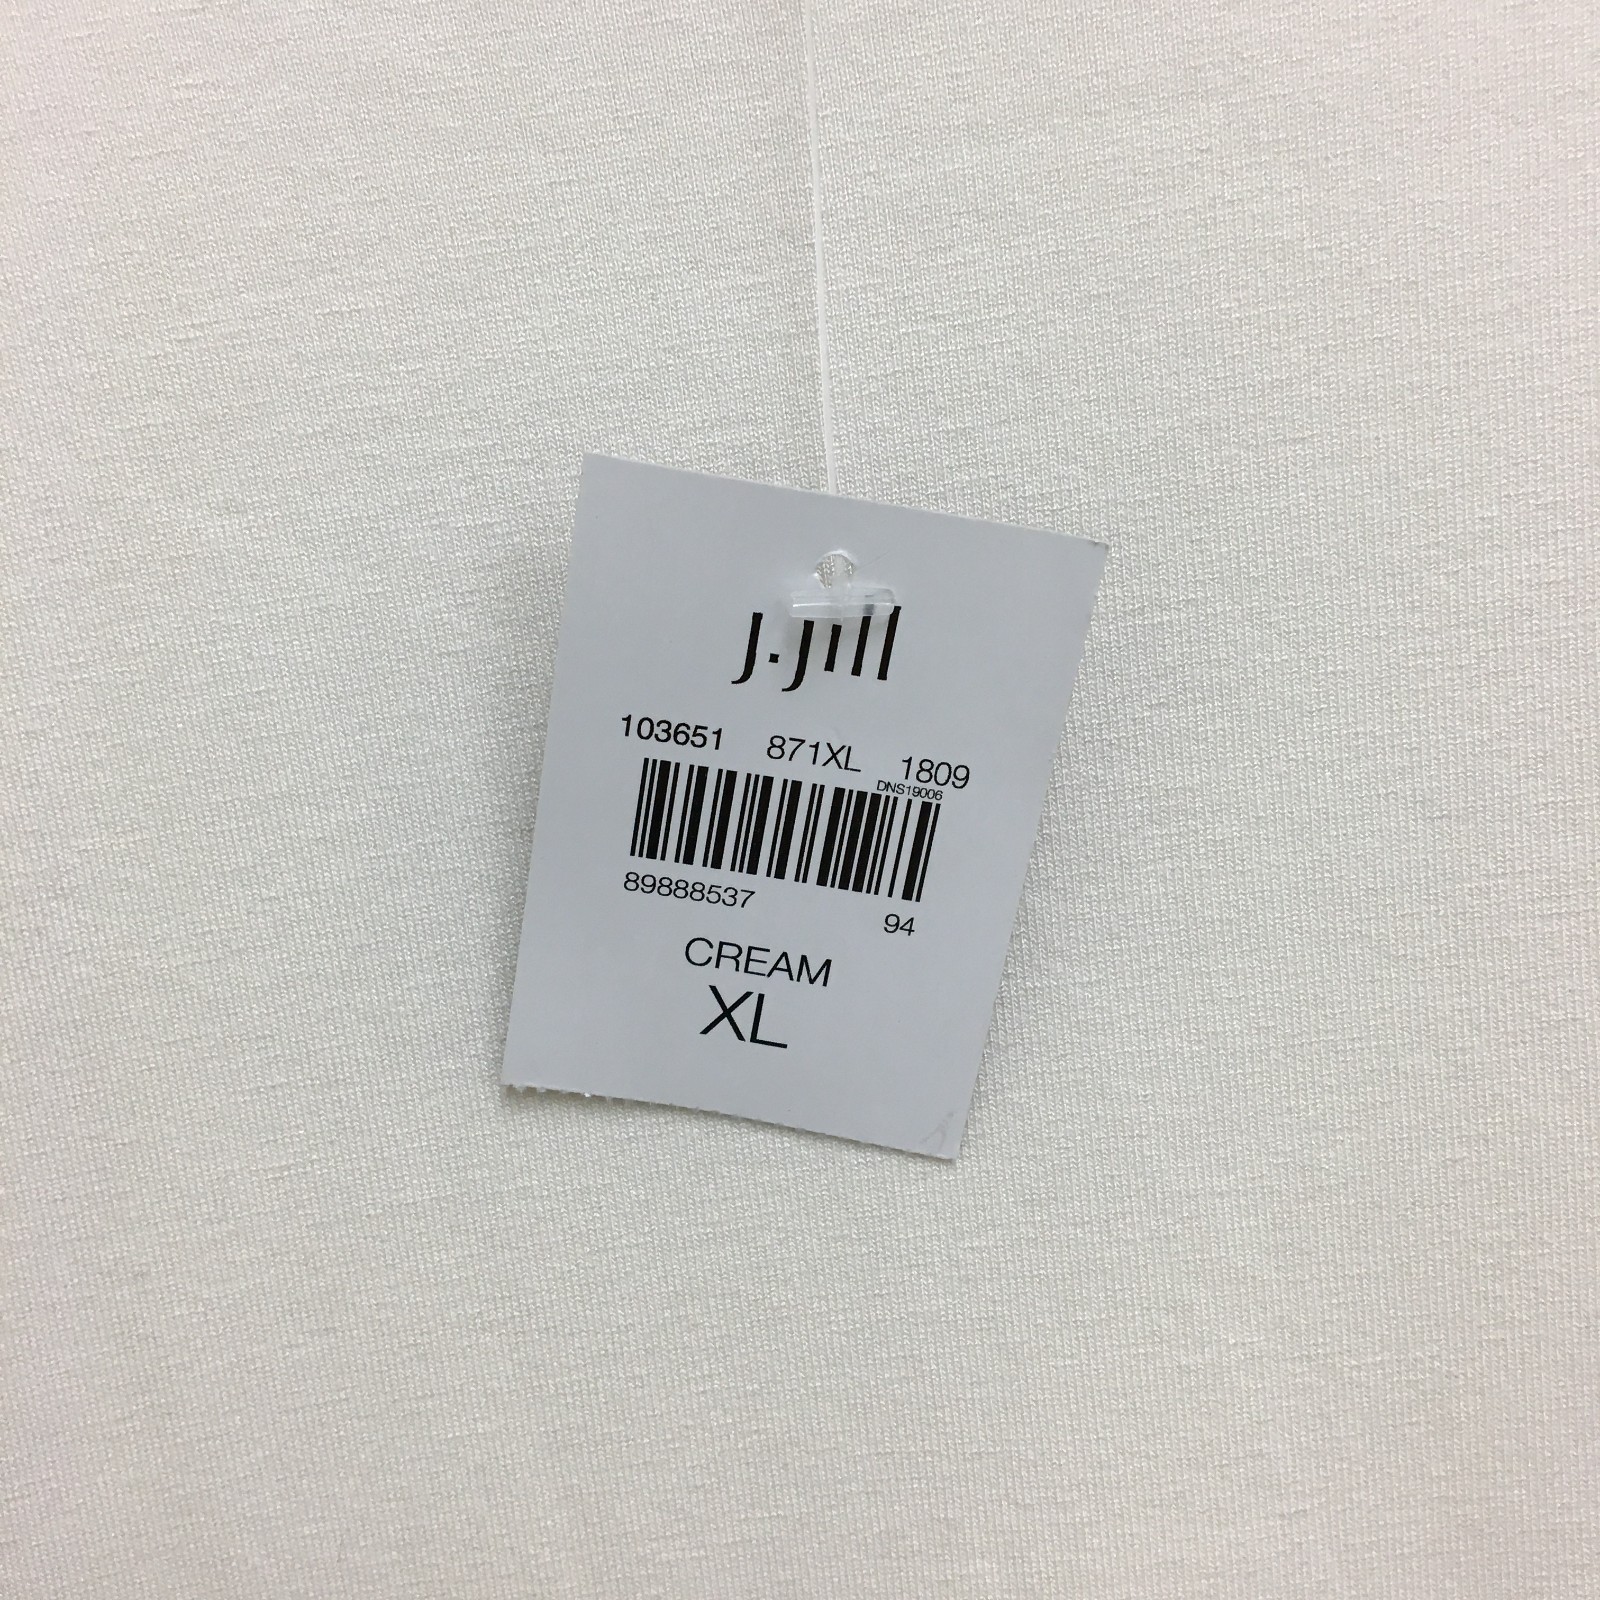 J.Jill
103651 871XL 1809
DNS19006
89888537 94
CREAM
XL